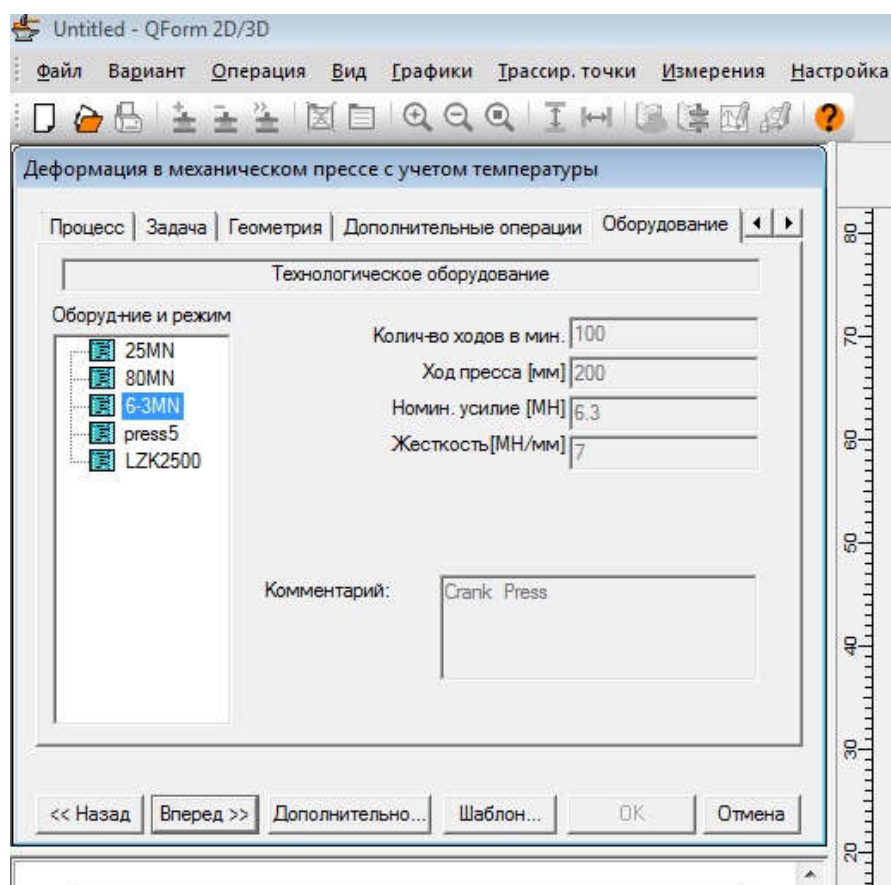 Untitled - QForm 2D/3D
Файл Вариант Операция Вид Графики Трассир. точки Измерения Настройка
Деформация в механическом прессе с учетом температуры
Процесс Задача Геометрия Дополнительные операции Оборудование
Технологическое оборудование
Оборуд-ние и режим
25MN
80MN
6-3MN
press5
LZK2500
Колич-во ходов в мин. 100
Ход пресса [мм] 200
Номин. усилие [МН] 6.3
Жесткость[МН/мм] 7
Комментарий: Crank Press
<< Назад Вперед >> Дополнительно... Шаблон... OK Отмена
80
70
60
50
40
30
20